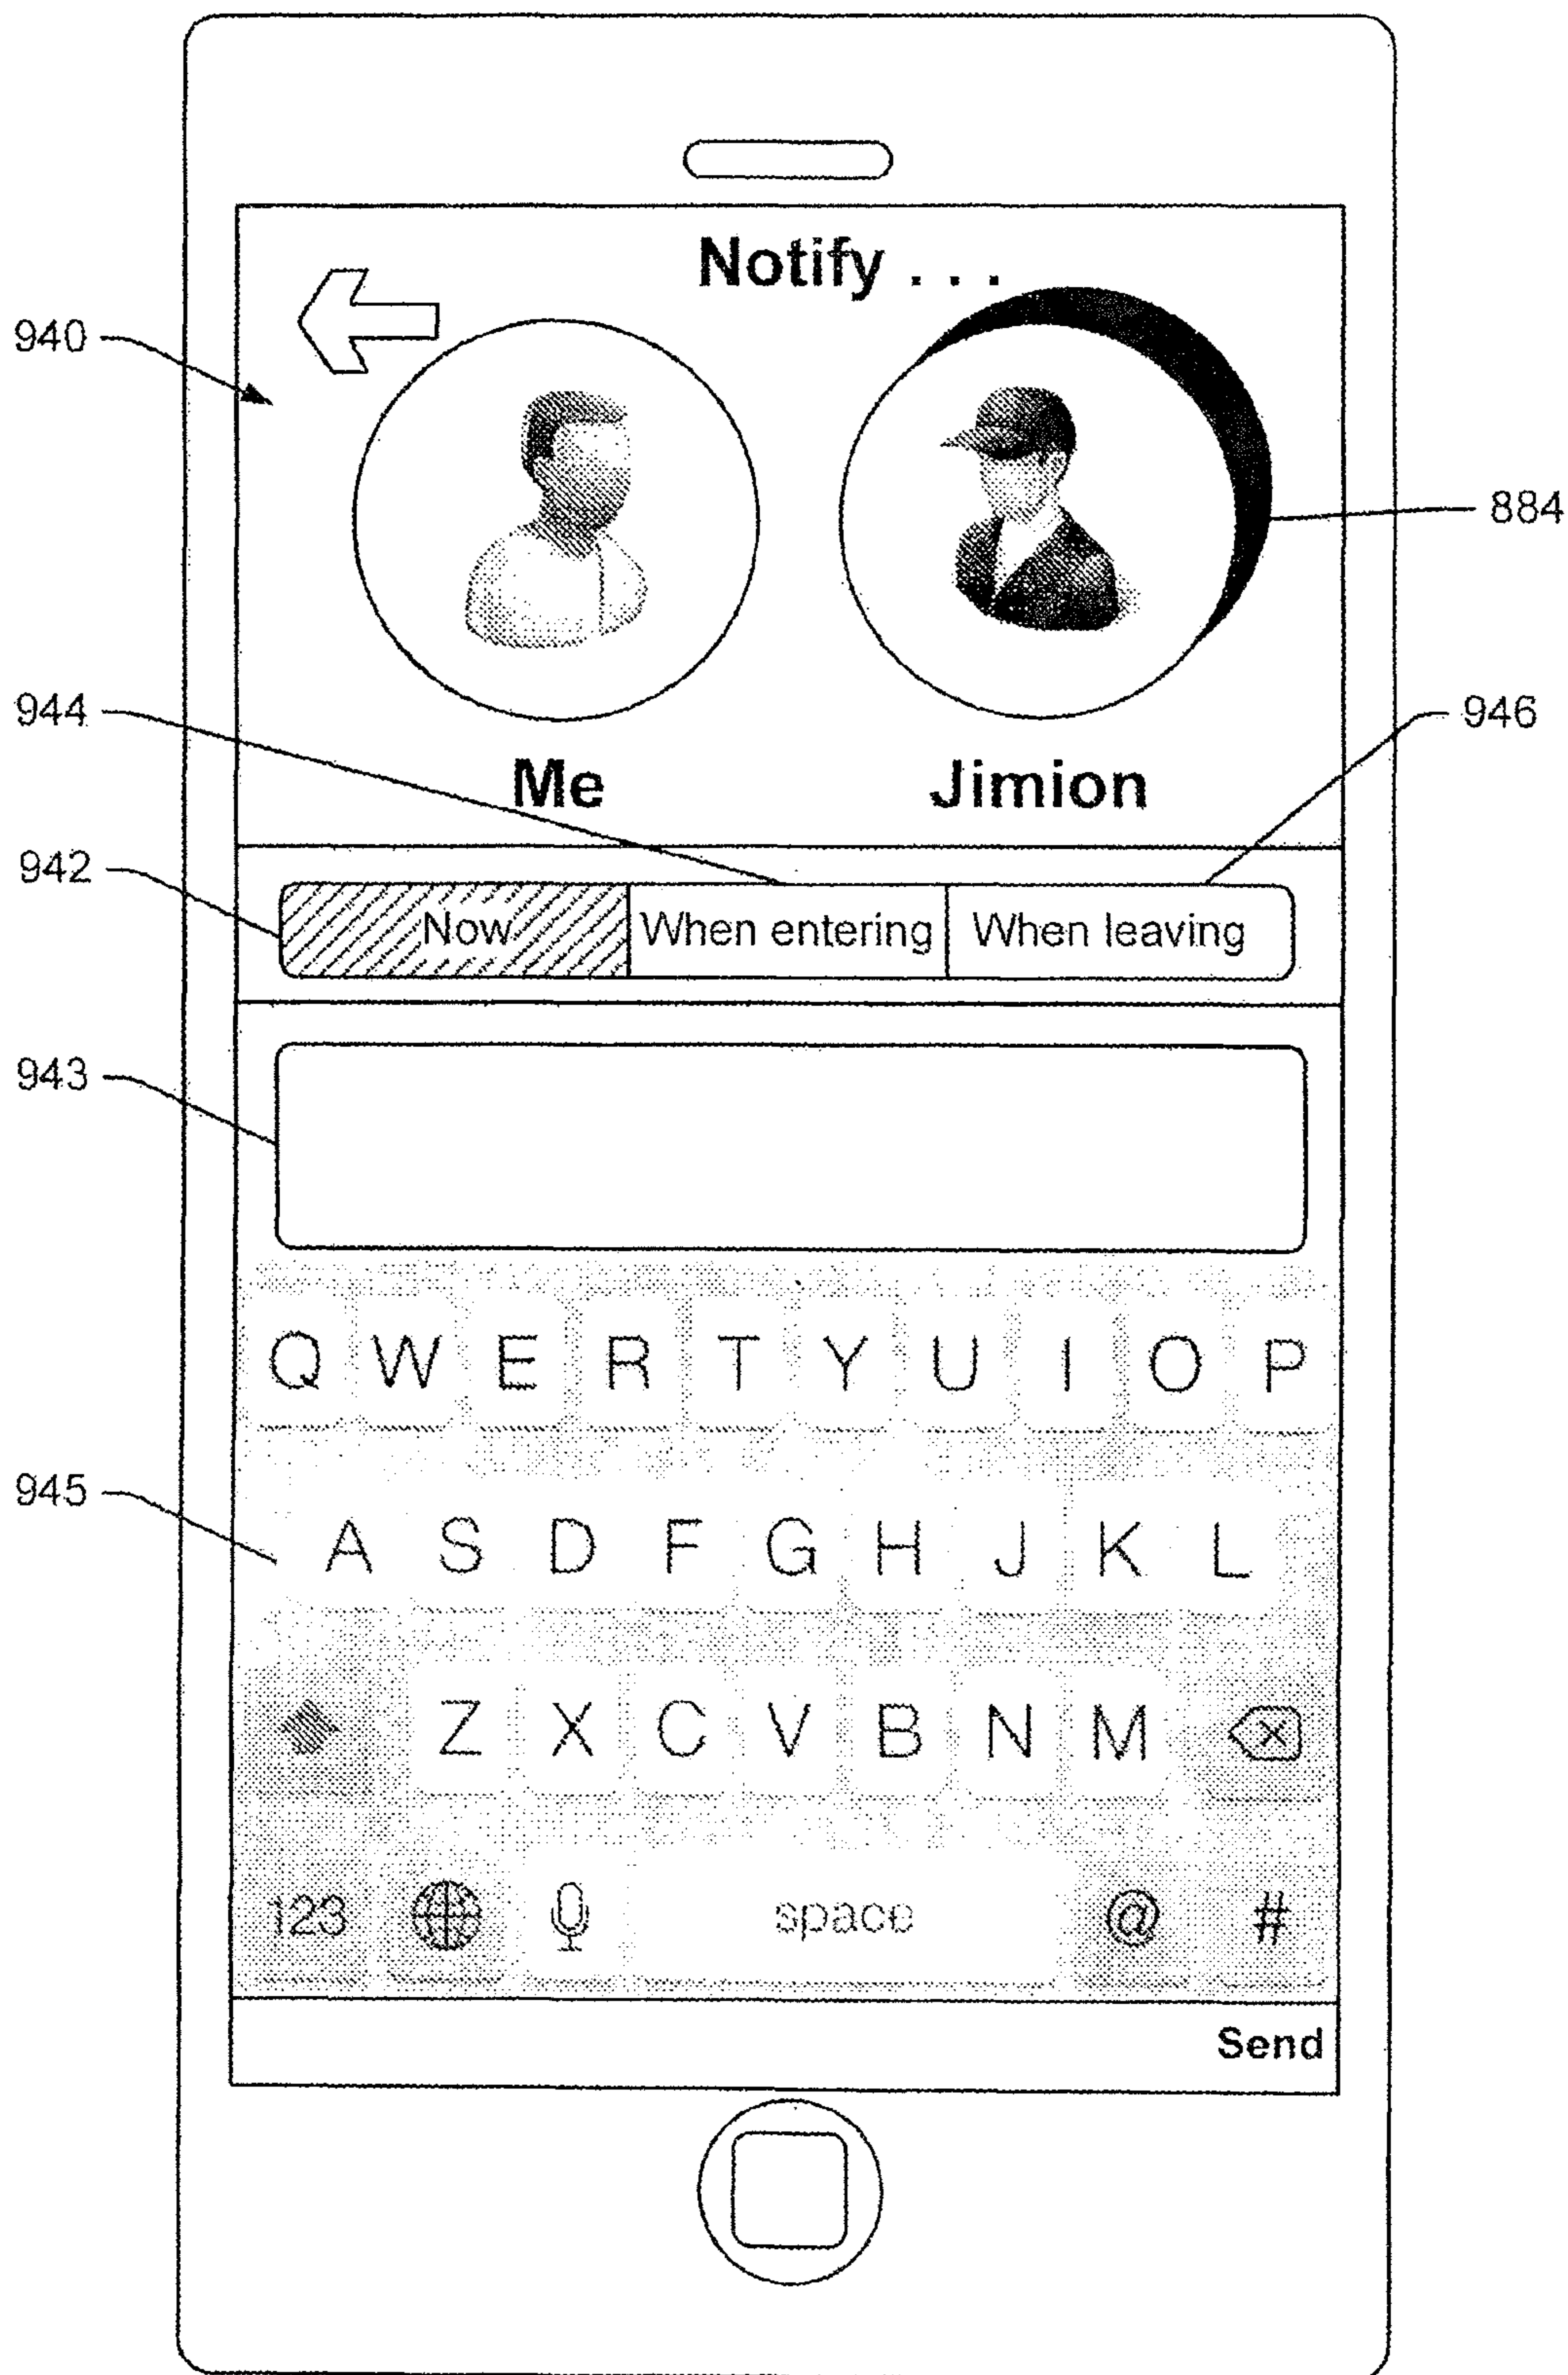 Notify . . .
940
884
944
946
Me Jimion
942
Now When entering When leaving
943
Q W E R T Y U I O P
945
A S D F G H J K L
Z X C V B N M
123 space @ #
Send